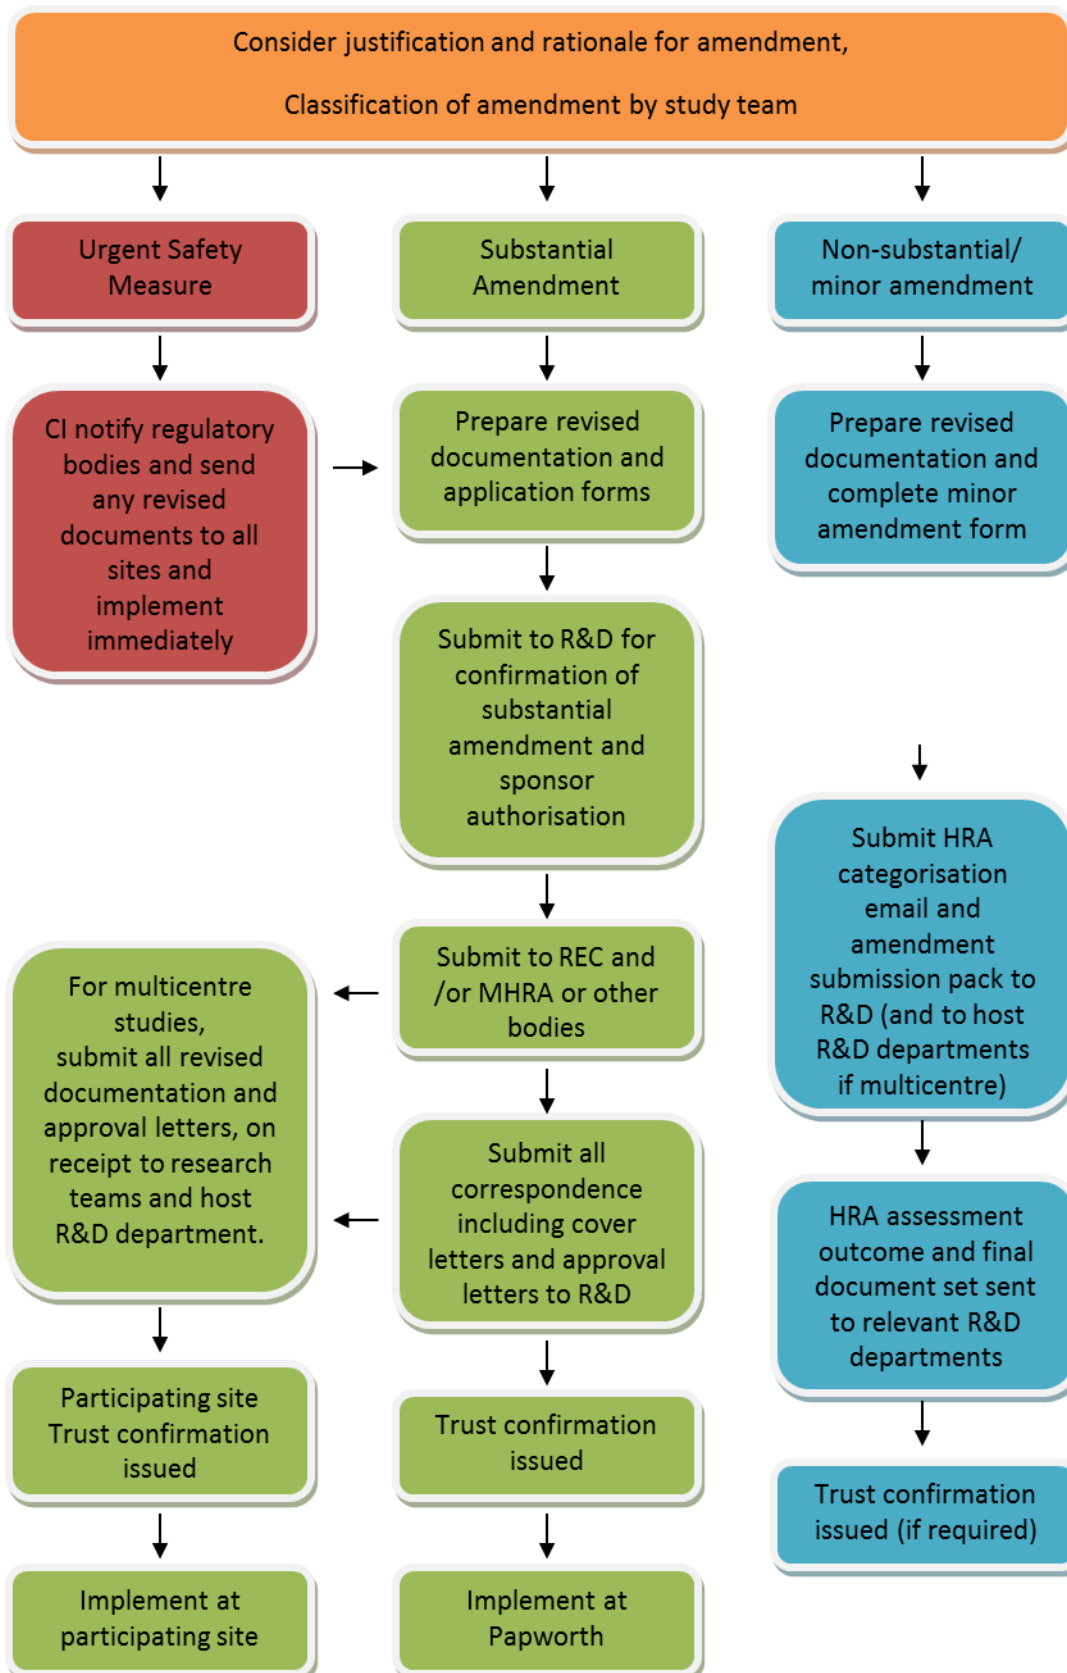 Consider justification and rationale for amendment,
Classification of amendment by study team
Urgent Safety
Measure
Substantial
Amendment
Non-substantial/
minor amendment
CI notify regulatory
bodies and send
any revised
documents to all
sites and
implement
immediately
Prepare revised
documentation and
application forms
Prepare revised
documentation and
complete minor
amendment form
Submit to R&D for
confirmation of
substantial
amendment and
sponsor
authorisation
Submit HRA
categorisation
email and
amendment
submission pack to
R&D (and to host
R&D departments
if multicentre)
Submit to REC and
/or MHRA or other
bodies
For multicentre
studies,
submit all revised
documentation and
approval letters, on
receipt to research
teams and host
R&D department.
Submit all
correspondence
including cover
letters and approval
letters to R&D
HRA assessment
outcome and final
document set sent
to relevant R&D
departments
Participating site
Trust confirmation
issued
Trust confirmation
issued
Trust confirmation
issued (if required)
Implement at
participating site
Implement at
Papworth